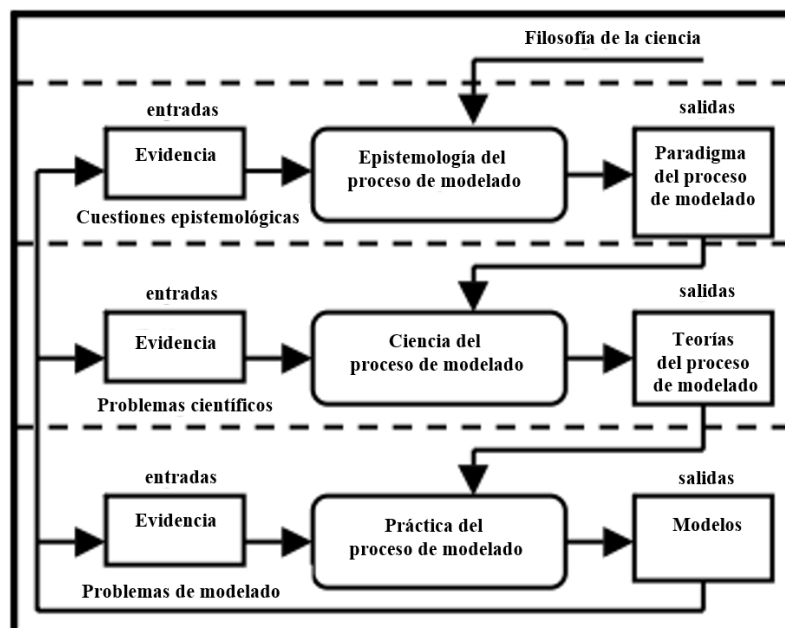 Filosofía de la ciencia
entradas
salidas
Evidencia
Epistemología del
proceso de modelado
Paradigma
del proceso
de modelado
Cuestiones epistemológicas
entradas
salidas
Evidencia
Ciencia del
proceso de modelado
Teorías
del proceso
de modelado
Problemas científicos
entradas
salidas
Evidencia
Práctica del
proceso de modelado
Modelos
Problemas de modelado